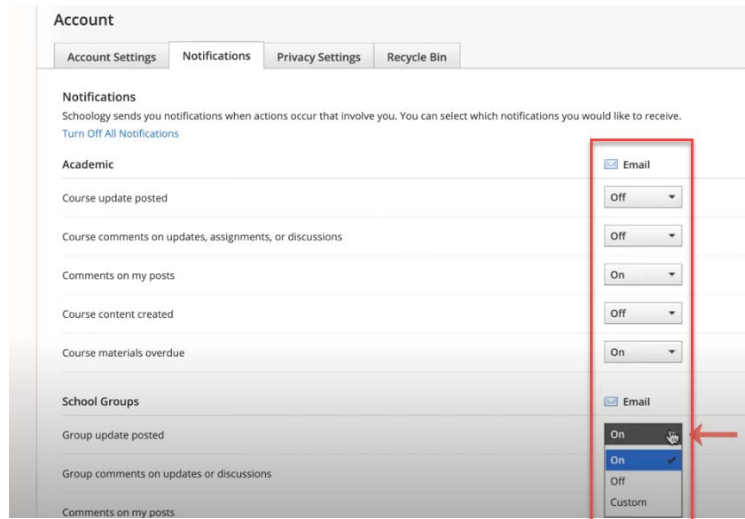 Account
Account Settings Notifications Privacy Settings Recycle Bin
Notifications
Schoology sends you notifications when actions occur that involve you. You can select which notifications you would like to receive.
Turn Off All Notifications
Academic Email
Course update posted Off
Course comments on updates, assignments, or discussions Off
Comments on my posts On
Course content created Off
Course materials overdue On
School Groups Email
Group update posted On
On
Group comments on updates or discussions Off
Custom
Comments on my posts